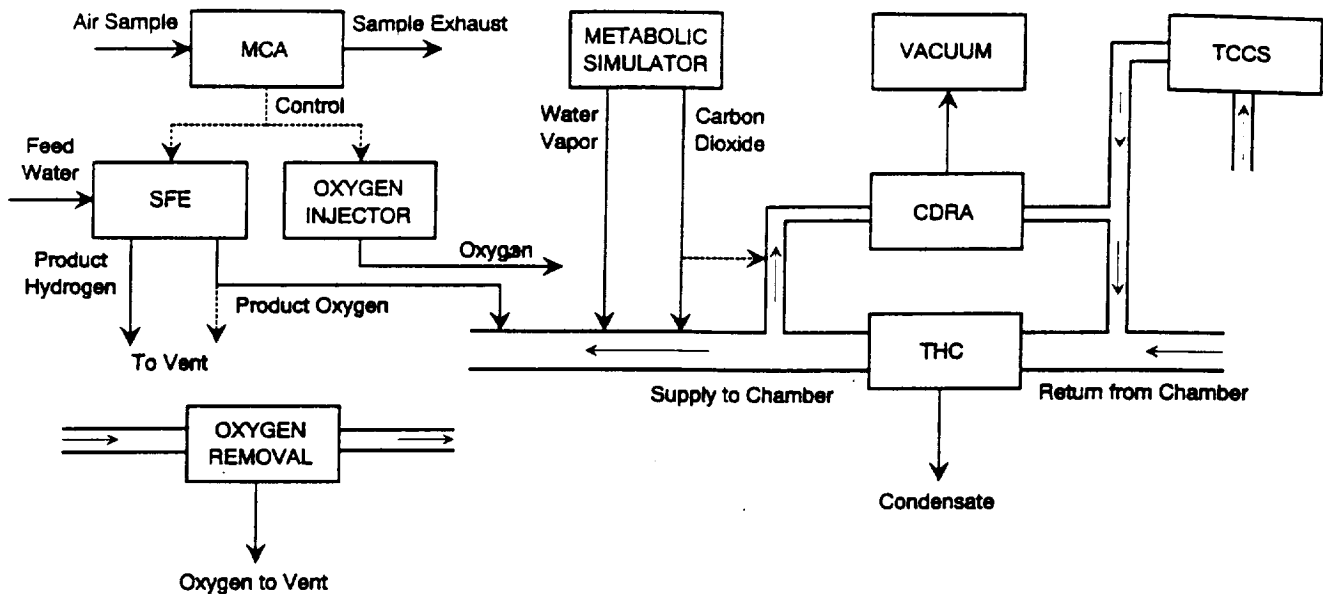 Air Sample
MCA
Sample Exhaust
METABOLIC
SIMULATOR
VACUUM
TCCS
Control
Water
Vapor
Carbon
Dioxide
Feed
Water
SFE
OXYGEN
INJECTOR
CDRA
Product
Hydrogen
Oxygen
Product Oxygen
To Vent
THC
Supply to Chamber
Return from Chamber
OXYGEN
REMOVAL
Condensate
Oxygen to Vent